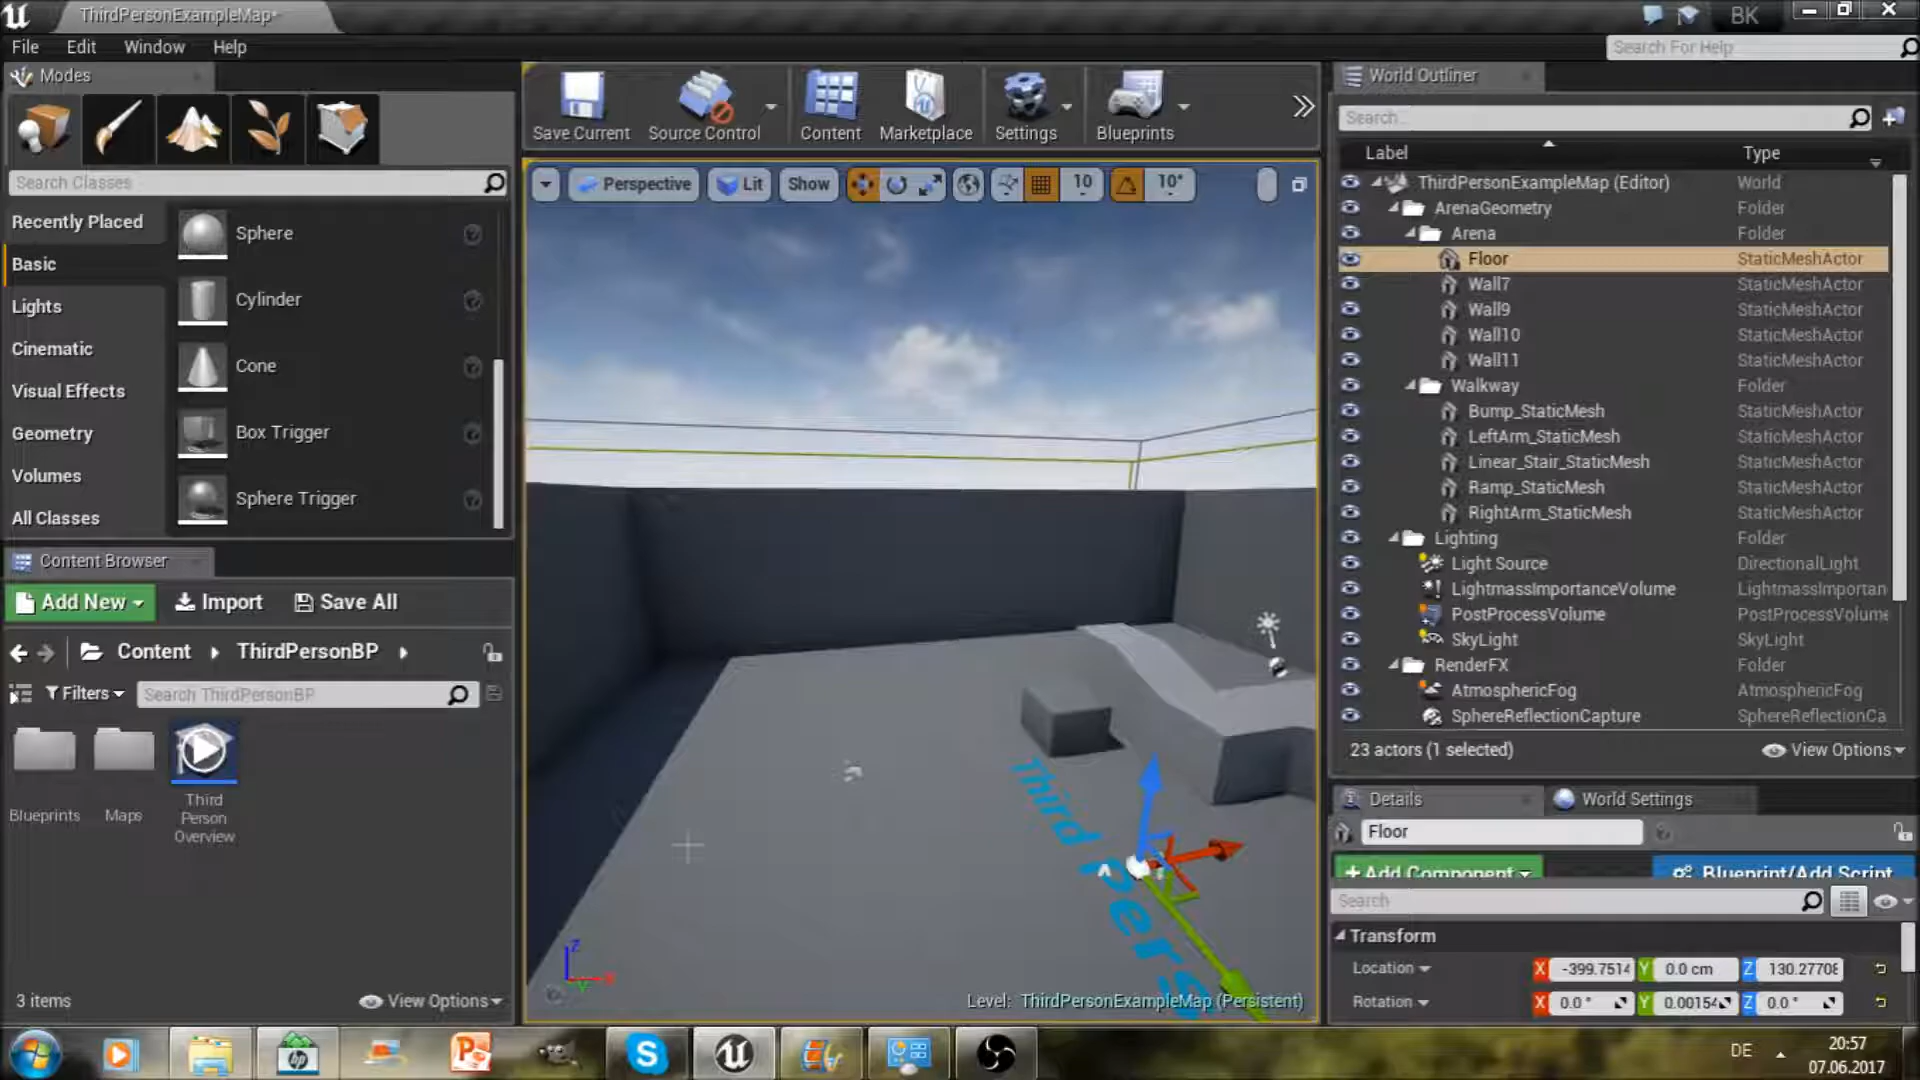 ThirdPersonExampleMap*
BK
File Edit Window Help
Search For Help
Modes
Search Classes
Recently Placed
Basic
Lights
Cinematic
Visual Effects
Geometry
Volumes
All Classes
Sphere
Cylinder
Cone
Box Trigger
Sphere Trigger
Content Browser
Add New Import Save All
Content ThirdPersonBP
Filters Search ThirdPersonBP
Blueprints
Maps
Third
Person
Overview
3 items
View Options
Save Current
Source Control
Content
Marketplace
Settings
Blueprints
Perspective Lit Show 10 10°
Third Pers
Z
X
Y
Level: ThirdPersonExampleMap (Persistent)
World Outliner
Search...
Label Type
ThirdPersonExampleMap (Editor) World
ArenaGeometry Folder
Arena Folder
Floor StaticMeshActor
Wall7 StaticMeshActor
Wall9 StaticMeshActor
Wall10 StaticMeshActor
Wall11 StaticMeshActor
Walkway Folder
Bump_StaticMesh StaticMeshActor
LeftArm_StaticMesh StaticMeshActor
Linear_Stair_StaticMesh StaticMeshActor
Ramp_StaticMesh StaticMeshActor
RightArm_StaticMesh StaticMeshActor
Lighting Folder
Light Source DirectionalLight
LightmassImportanceVolume LightmassImportan
PostProcessVolume PostProcessVolume
SkyLight SkyLight
RenderFX Folder
AtmosphericFog AtmosphericFog
SphereReflectionCapture SphereReflectionCa
23 actors (1 selected)
View Options
Details World Settings
Floor
+Add Component Blueprint/Add Script
Search
Transform
Location X -399.7514 Y 0.0 cm Z 130.27708
Rotation X 0.0 ° Y 0.00154 Z 0.0 °
DE
20:57
07.06.2017